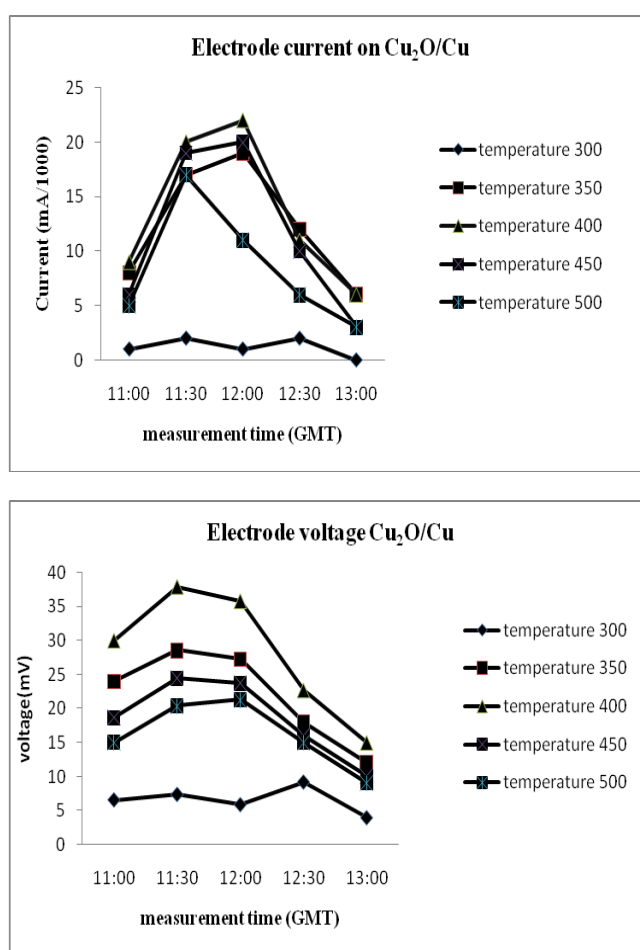 Electrode current on Cu₂O/Cu
Current (mA/1000)
25
20
15
10
5
0
11:00 11:30 12:00 12:30 13:00
measurement time (GMT)
temperature 300
temperature 350
temperature 400
temperature 450
temperature 500
Electrode voltage Cu₂O/Cu
voltage(mV)
40
35
30
25
20
15
10
5
0
11:00 11:30 12:00 12:30 13:00
measurement time (GMT)
temperature 300
temperature 350
temperature 400
temperature 450
temperature 500